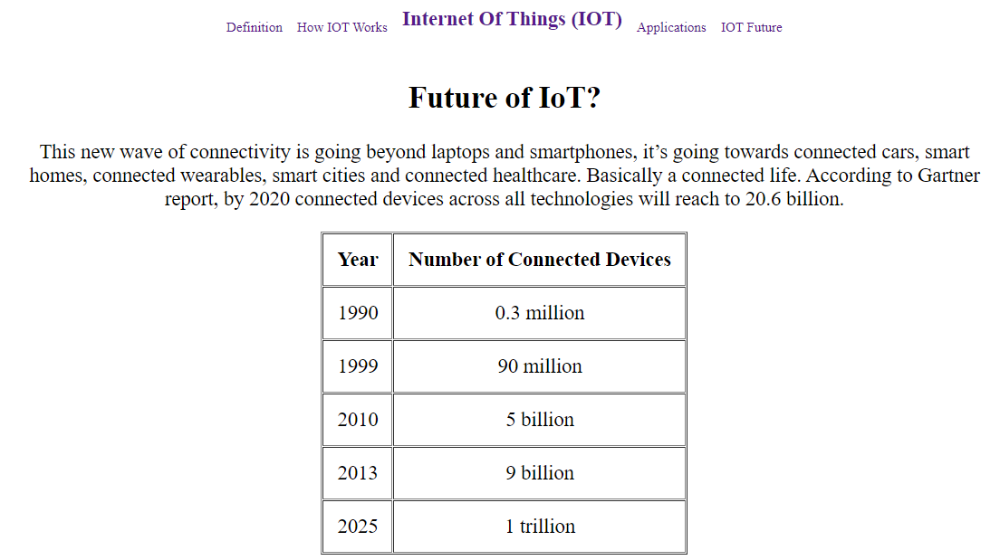 Definition How IOT Works Internet Of Things (IOT) Applications IOT Future
Future of IoT?
This new wave of connectivity is going beyond laptops and smartphones, it’s going towards connected cars, smart
homes, connected wearables, smart cities and connected healthcare. Basically a connected life. According to Gartner
report, by 2020 connected devices across all technologies will reach to 20.6 billion.
Year Number of Connected Devices
1990 0.3 million
1999 90 million
2010 5 billion
2013 9 billion
2025 1 trillion